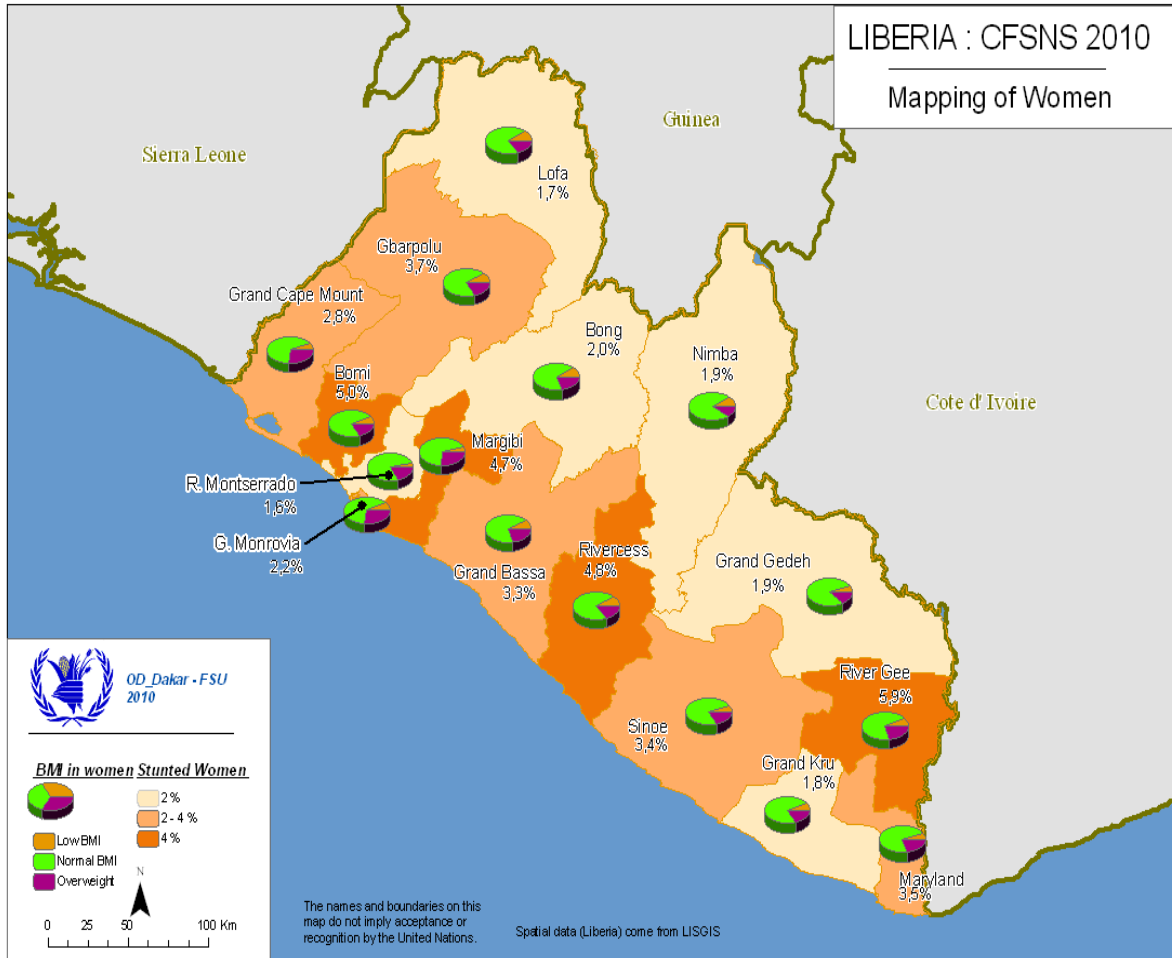 LIBERIA : CFSNS 2010
Mapping of Women
Guinea
Sierra Leone
Lofa
1,7%
Gbarpolu
3,7%
Grand Cape Mount
2,8%
Bong
2,0%
Nimba
1,9%
Bomi
5,0%
Cote d' Ivoire
Margibi
4,7%
R. Montserrado
1,6%
G. Monrovia
2,2%
Rivercess
4,8%
Grand Bassa
3,3%
Grand Gedeh
1,9%
River Gee
5,9%
Sinoe
3,4%
Grand Kru
1,8%
Maryland
3,5%
OD_Dakar - FSU
2010
BMI in women Stunted Women
2 %
2 - 4 %
4 %
Low BMI
Normal BMI
Overweight
N
0 25 50 100 Km
The names and boundaries on this
map do not imply acceptance or
recognition by the United Nations.
Spatial data (Liberia) come from LISGIS